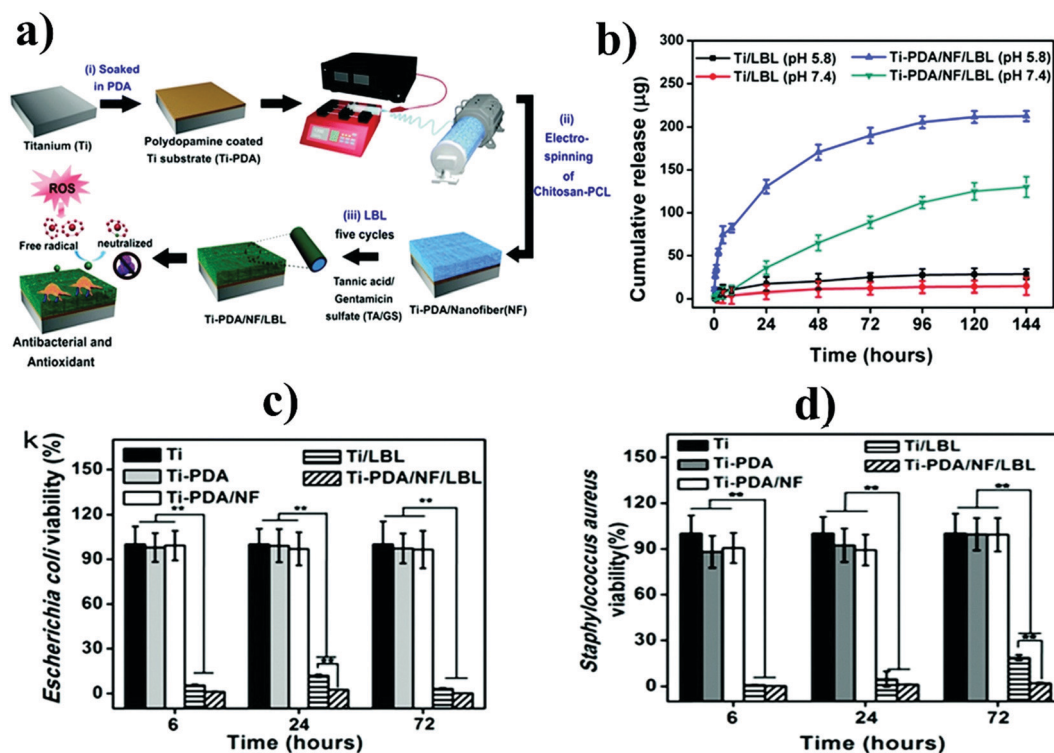 a)
(i) Soaked
in PDA
Titanium (Ti)
Polydopamine coated
Ti substrate (Ti-PDA)
(ii)
Electro-
spinning
of
Chitosan-PCL
ROS
Free radical
neutralized
(iii) LBL
five cycles
Tannic acid/
Gentamicin
sulfate (TA/GS)
Ti-PDA/NF/LBL
Ti-PDA/Nanofiber(NF)
Antibacterial and
Antioxidant
b)
Ti/LBL (pH 5.8)
Ti-PDA/NF/LBL (pH 5.8)
Ti/LBL (pH 7.4)
Ti-PDA/NF/LBL (pH 7.4)
300
250
200
150
100
50
0
Cumulative release (µg)
0 24 48 72 96 120 144
Time (hours)
c)
k
Ti
Ti-PDA
Ti-PDA/NF
Ti/LBL
Ti-PDA/NF/LBL
150
120
90
60
30
0
Escherichia coli viability (%)
**
**
**
**
6 24 72
Time (hours)
d)
Ti
Ti-PDA
Ti-PDA/NF
Ti/LBL
Ti-PDA/NF/LBL
150
120
90
60
30
0
Staphylococcus aureus
viability(%)
**
**
**
**
6 24 72
Time (hours)